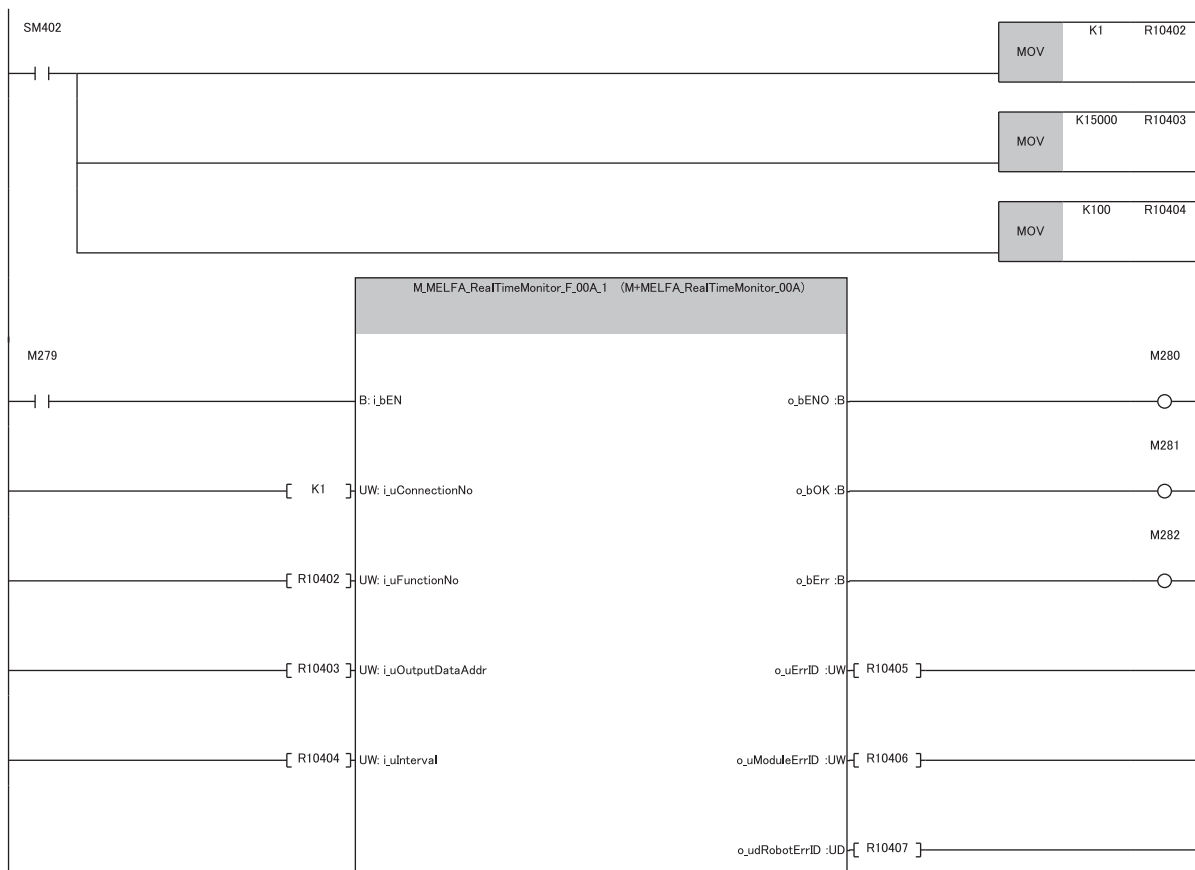 SM402
MOV K1 R10402
MOV K15000 R10403
MOV K100 R10404
M_MELFA_RealTimeMonitor_F_00A_1 (M+MELFA_RealTimeMonitor_00A)
M279 M280
B: i_bEN o_bENO :B
M281
[ K1 ] UW: i_uConnectionNo o_bOK :B
M282
[ R10402 ] UW: i_uFunctionNo o_bErr :B
[ R10403 ] UW: i_uOutputDataAddr o_uErrID :UW [ R10405 ]
[ R10404 ] UW: i_uInterval o_uModuleErrID :UW [ R10406 ]
o_udRobotErrID :UD [ R10407 ]